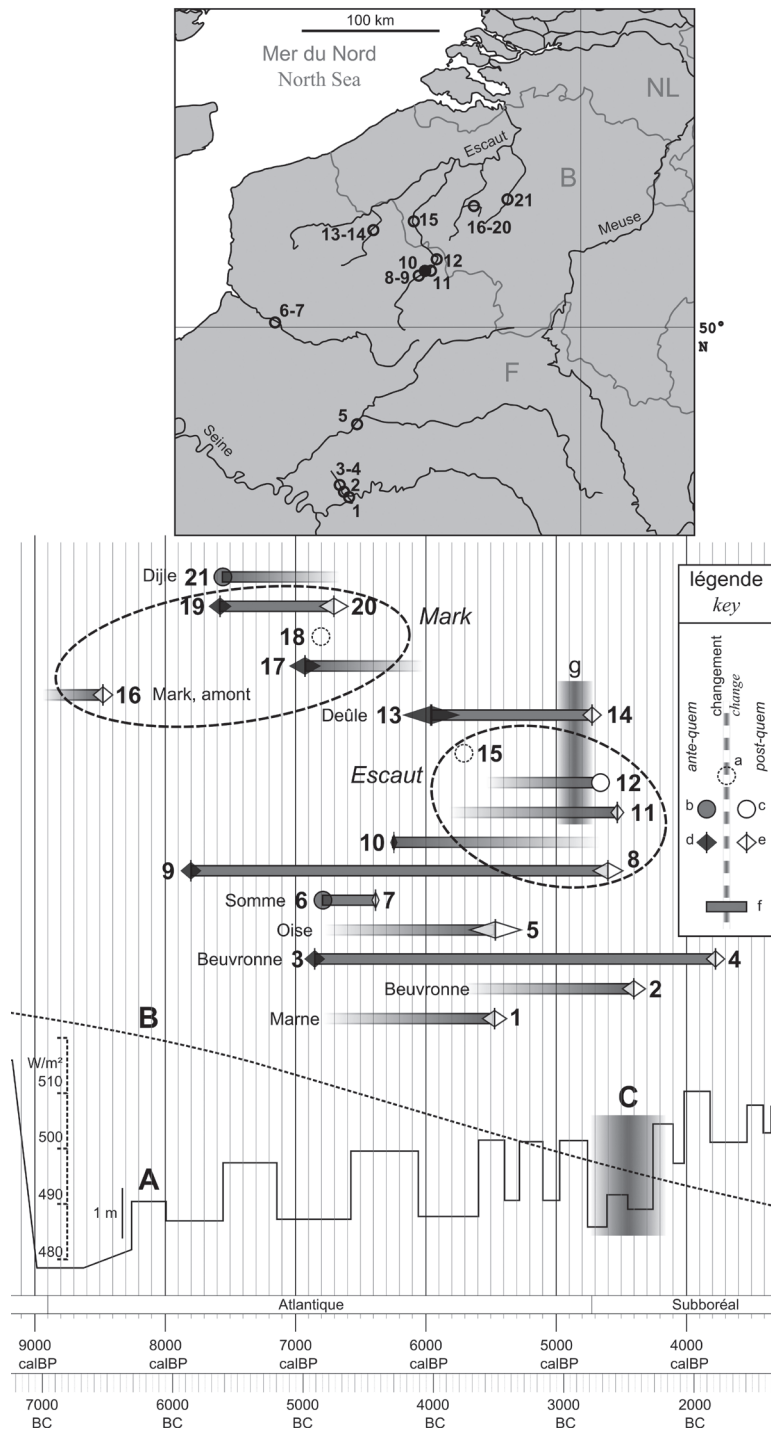 100 km
Mer du Nord
North Sea
NL
Escaut
B
21
15
16-20
Meuse
13-14
12
10
8-9
11
6-7
50°
N
F
5
Seine
3-4
2
1
Dijle 21
légende
key
19 20
Mark
18
changement
change
17
g
16 Mark, amont
ante-quem
post-quem
Deûle 13 14
a
15
Escaut
12
b c
11
d e
10
9 8
Somme 6 7
f
Oise 5
Beuvronne 3 4
Beuvronne 2
B
Marne 1
W/m²
510
C
500
A
490
1 m
480
Atlantique Subboréal
9000 8000 7000 6000 5000 4000
calBP calBP calBP calBP calBP calBP
7000 6000 5000 4000 3000 2000
BC BC BC BC BC BC